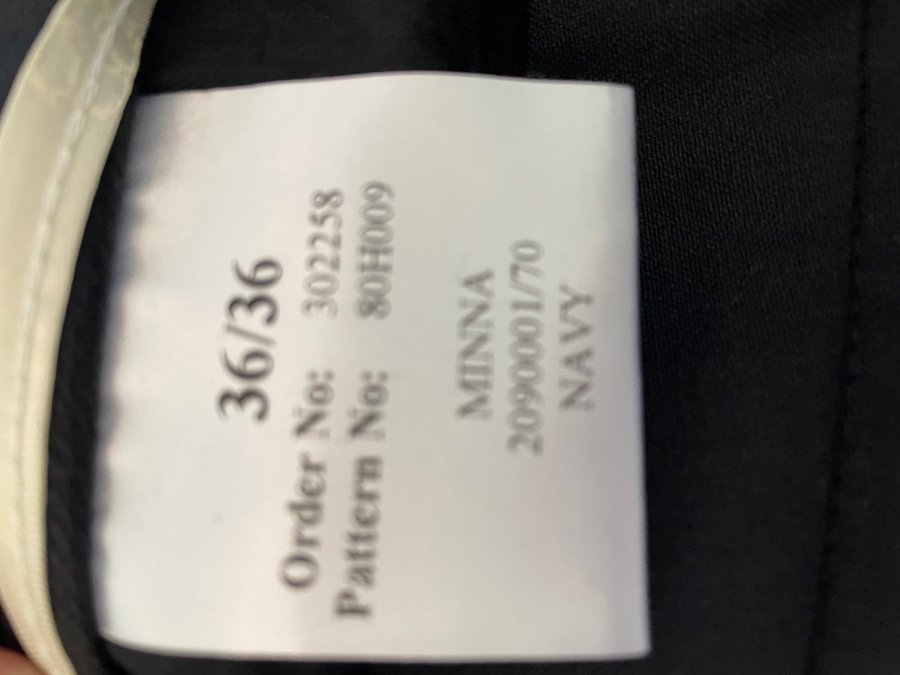 36/36
Order No: 302258
Pattern No: 80H009
MINNA
2090001/70
NAVY